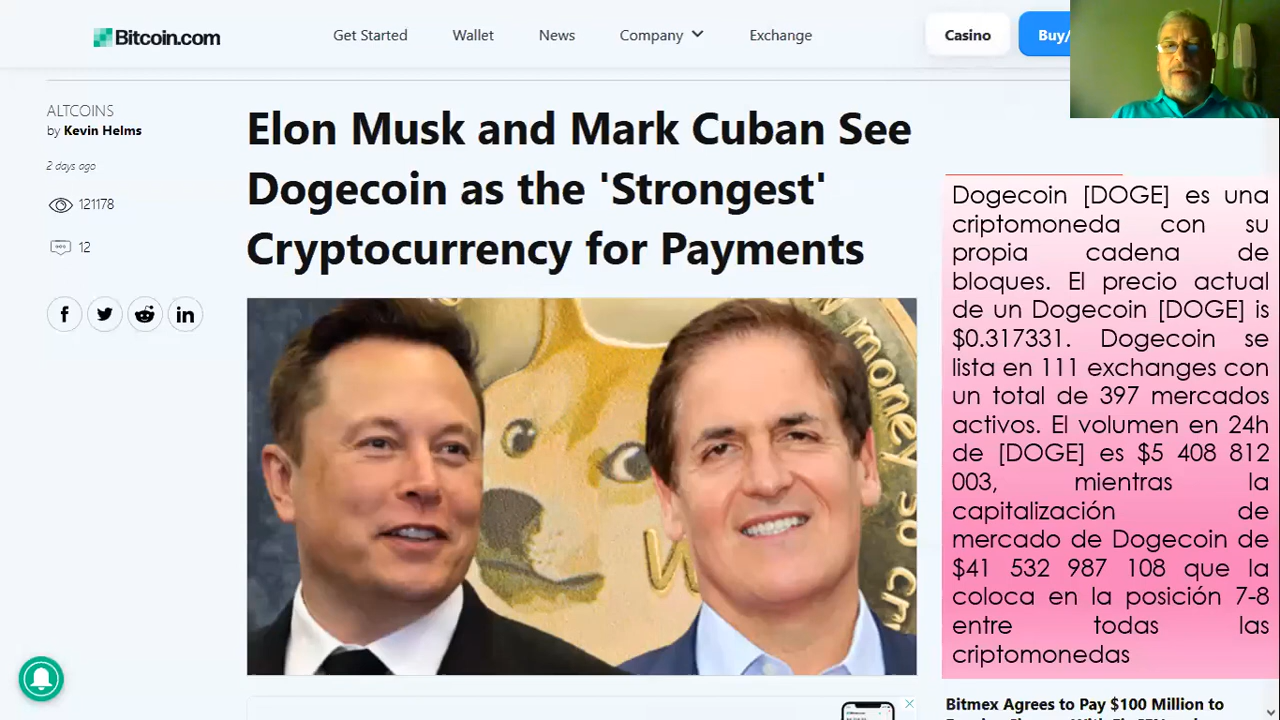 Bitcoin.com
Get Started
Wallet
News
Company
Exchange
Casino
Buy/
ALTCOINS
by Kevin Helms
2 days ago
121178
12
Elon Musk and Mark Cuban See
Dogecoin as the 'Strongest'
Cryptocurrency for Payments
money
so
cr
W
Dogecoin [DOGE] es una
criptomoneda con su
propia cadena de
bloques. El precio actual
de un Dogecoin [DOGE] is
$0.317331. Dogecoin se
lista en 111 exchanges con
un total de 397 mercados
activos. El volumen en 24h
de [DOGE] es $5 408 812
003, mientras la
capitalización de
mercado de Dogecoin de
$41 532 987 108 que la
coloca en la posición 7-8
entre todas las
criptomonedas
Bitmex Agrees to Pay $100 Million to